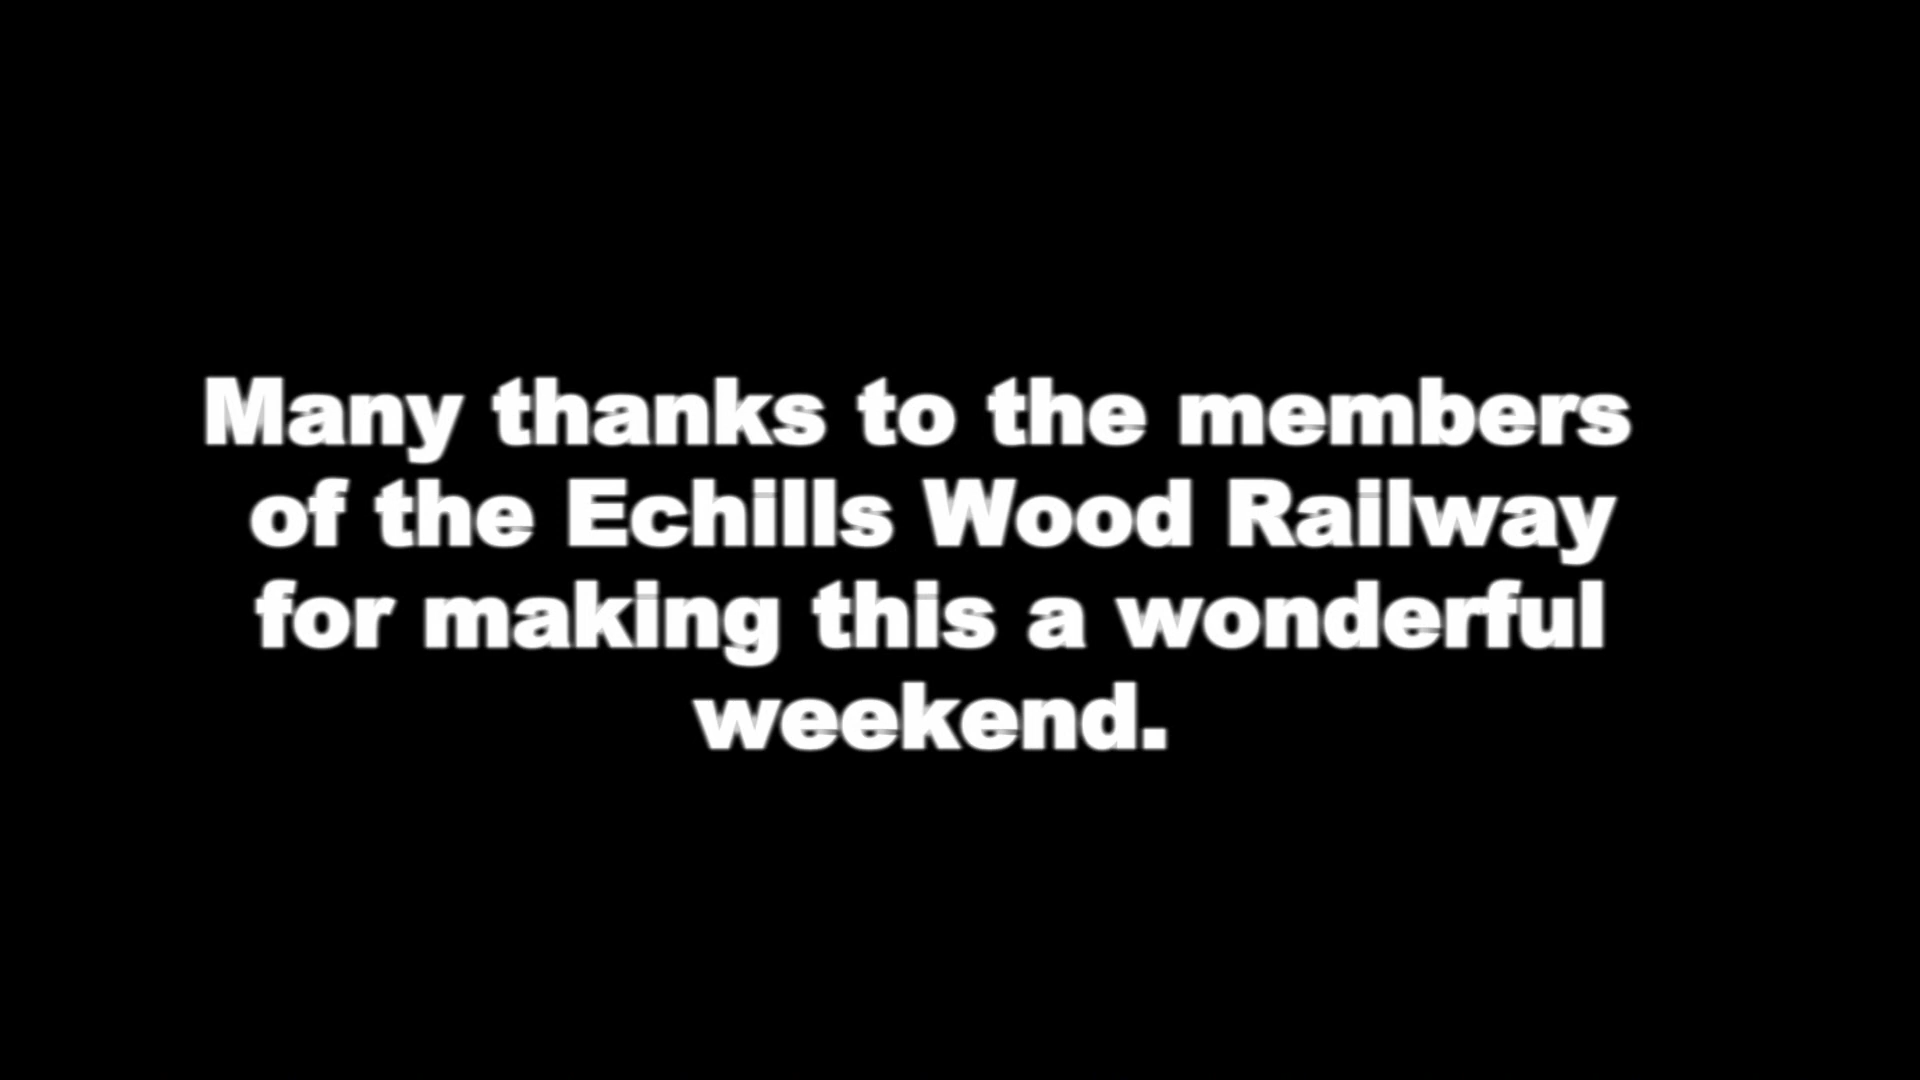 Many thanks to the members
of the Echills Wood Railway
for making this a wonderful
weekend.